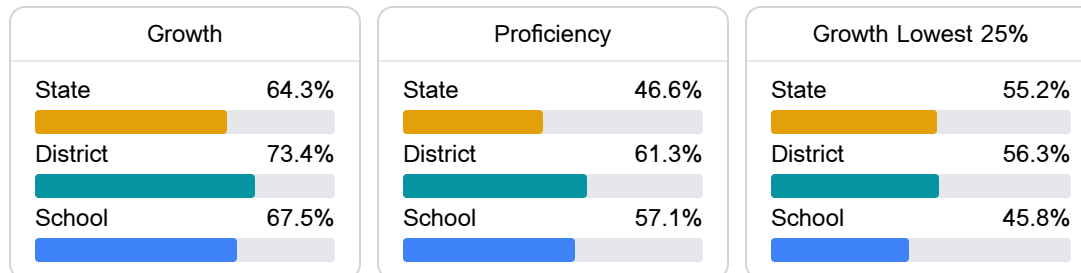 Growth
State 64.3%
District 73.4%
School 67.5%
Proficiency
State 46.6%
District 61.3%
School 57.1%
Growth Lowest 25%
State 55.2%
District 56.3%
School 45.8%